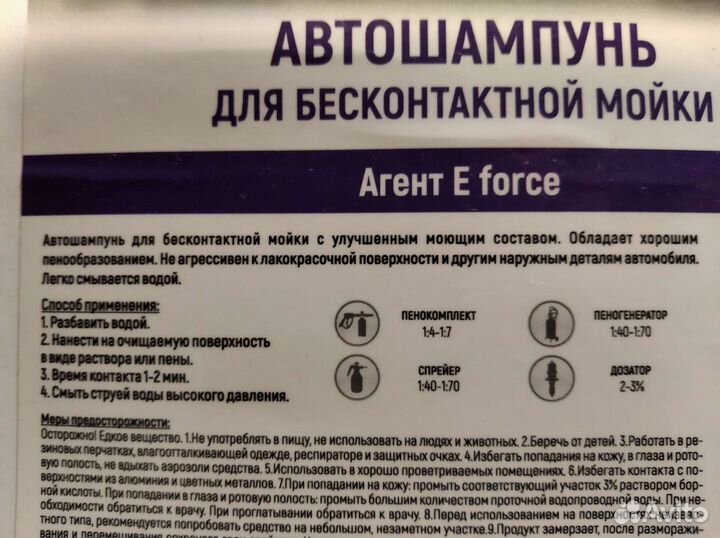 АВТОШАМПУНЬ
ДЛЯ БЕСКОНТАКТНОЙ МОЙКИ
Агент E force
Автошампунь для бесконтактной мойки с улучшенным моющим составом. Обладает хорошим
пенообразованием. Не агрессивен к лакокрасочной поверхности и другим наружным деталям автомобиля.
Легко смывается водой.
Способ применения:
1. Разбавить водой.
2. Нанести на очищаемую поверхность
в виде раствора или пены.
3. Время контакта 1-2 мин.
4. Смыть струей воды высокого давления.
ПЕНОКОМПЛЕКТ
1:4-1:7
ПЕНОГЕНЕРАТОР
1:40-1:70
СПРЕЙЕР
1:40-1:70
ДОЗАТОР
2-3%
Меры предосторожности:
Осторожно! Едкое вещество. 1.Не употреблять в пищу, не использовать на людях и животных. 2.Беречь от детей. 3.Работать в ре-
зиновых перчатках, влагоотталкивающей одежде, респираторе и защитных очках. 4.Избегать попадания на кожу, в глаза и рото-
вую полость, не вдыхать аэрозоли средства. 5.Использовать в хорошо проветриваемых помещениях. 6.Избегать контакта с по-
верхностями из алюминия и цветных металлов. 7.При попадании на кожу: промыть соответствующий участок 3% раствором бор-
ной кислоты. При попадании в глаза и ротовую полость: промыть большим количеством проточной водопроводной воды. При не-
обходимости обратиться к врачу. При проглатывании обратиться к врачу. 8.Перед использованием на поверхностях неизвес-
тного типа, рекомендуется попробовать средство на небольшом, незаметном участке.9.Продукт замерзает, после заморажи-
вания и перемешивания сохраняет свои
Avito